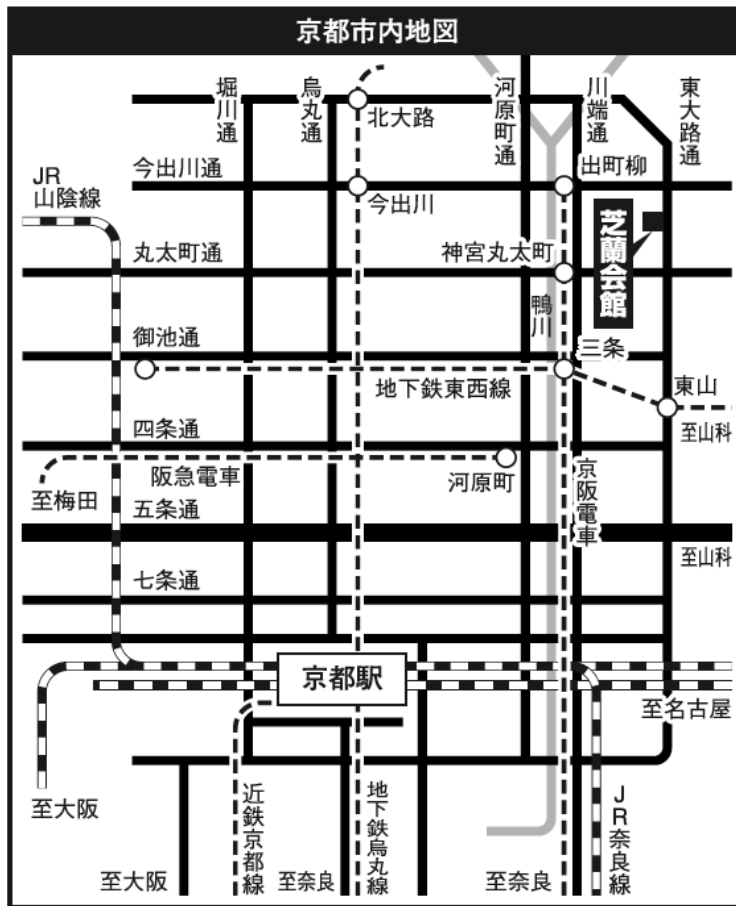 京都市内地図
堀川通
烏丸通
北大路
河原町通
川端通
東大路通
今出川通
今出川
出町柳
JR
山陰線
芝蘭会館
丸太町通
神宮丸太町
鴨川
御池通
三条
地下鉄東西線
東山
至山科
四条通
阪急電車
河原町
京阪電車
至梅田
五条通
至山科
七条通
京都駅
至名古屋
至大阪
近鉄京都線
地下鉄烏丸線
JR奈良線
至大阪
至奈良
至奈良